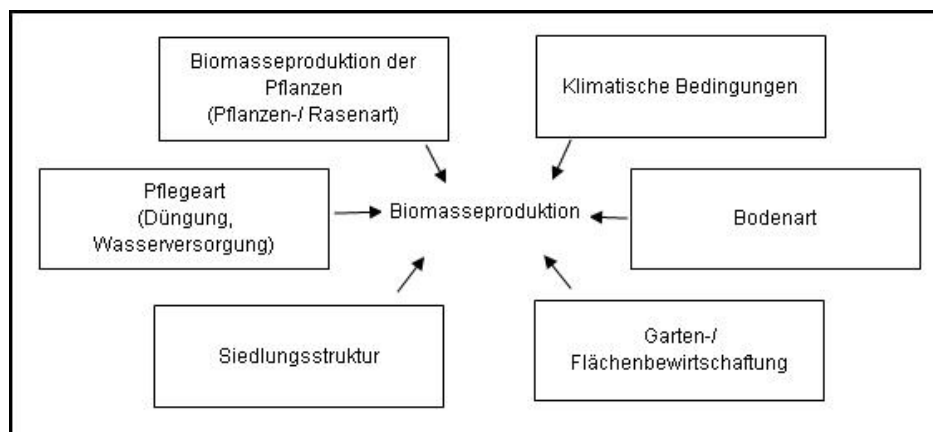 Biomasseproduktion der
Pflanzen
(Pflanzen-/ Rasenart)
Klimatische Bedingungen
Pflegeart
(Düngung,
Wasserversorgung)
Biomasseproduktion
Bodenart
Siedlungsstruktur
Garten-/
Flächenbewirtschaftung